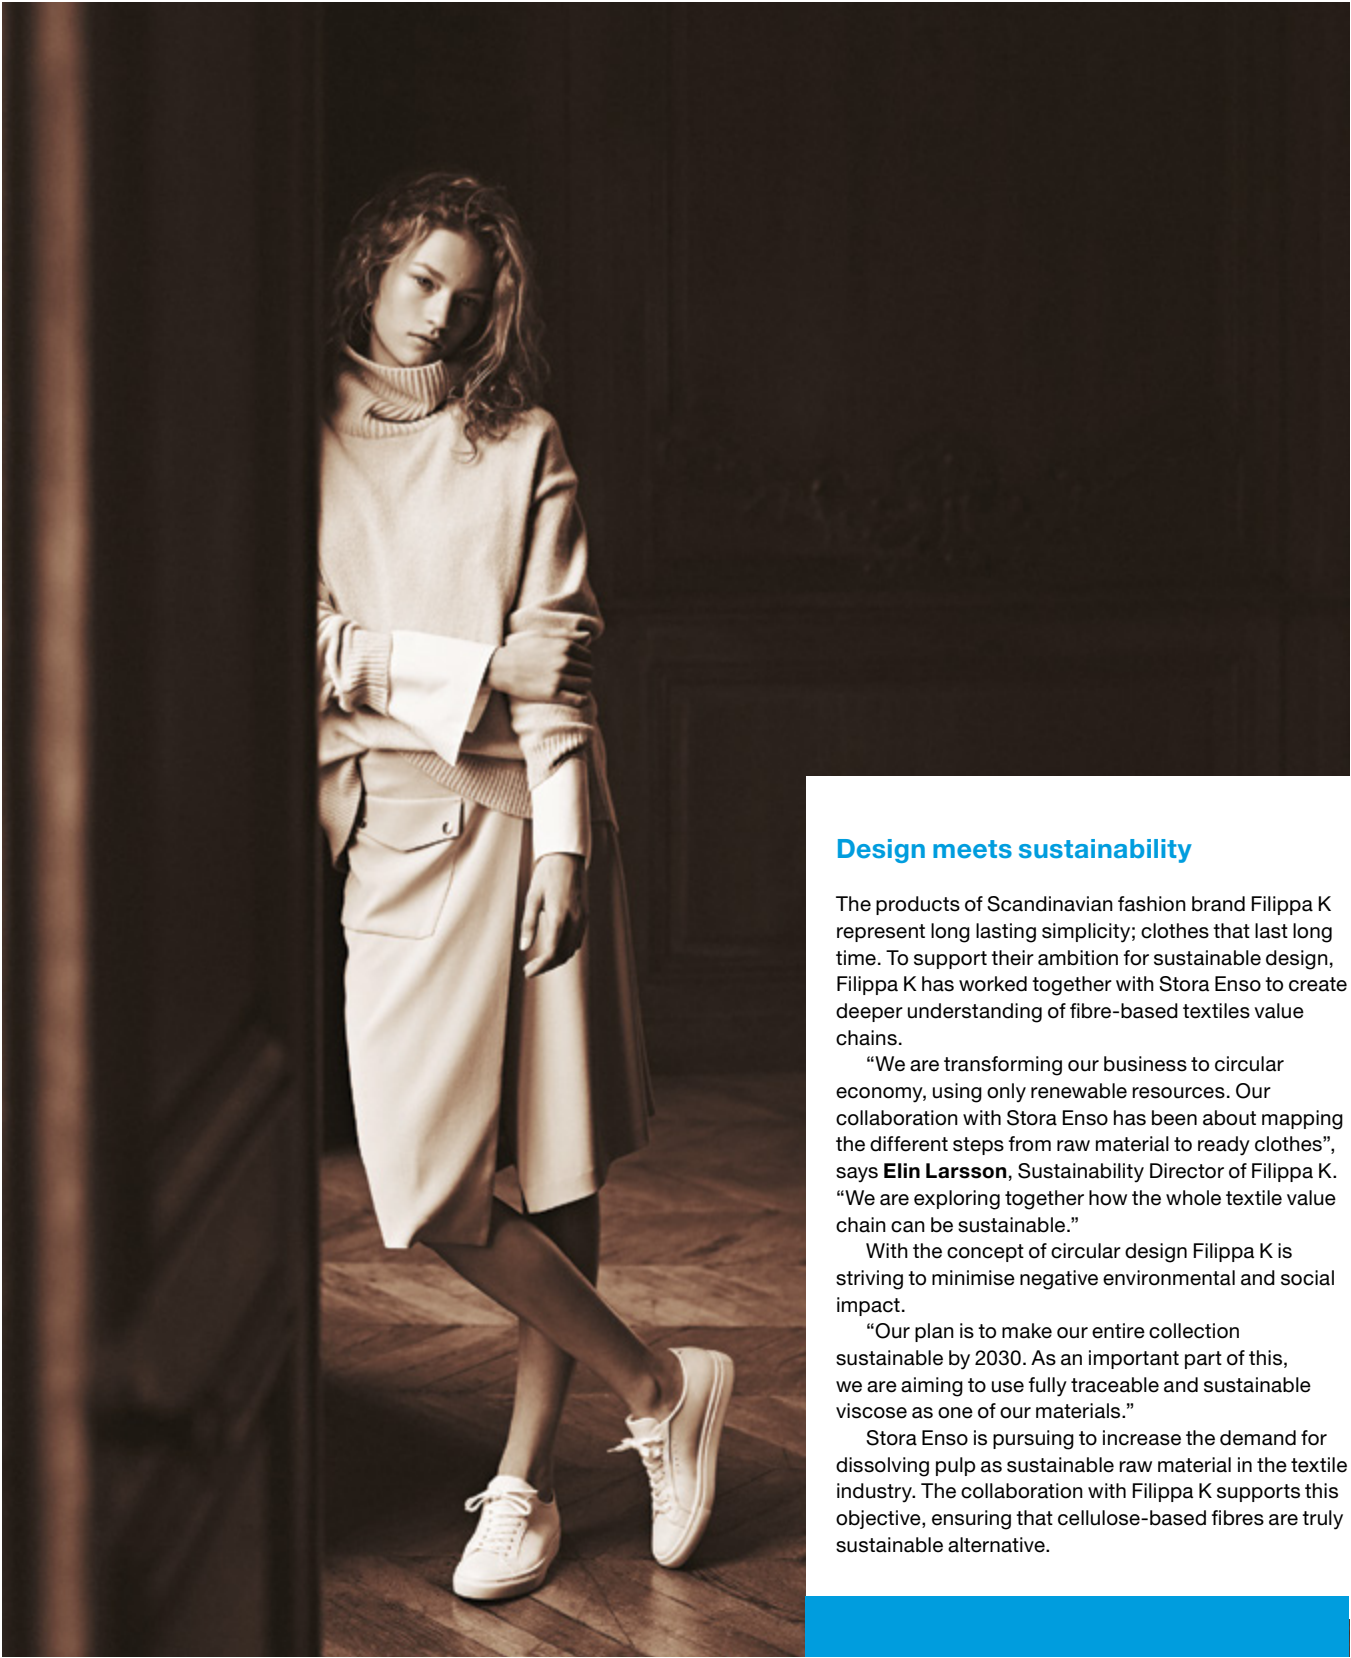 Design meets sustainability
The products of Scandinavian fashion brand Filippa K
represent long lasting simplicity; clothes that last long
time. To support their ambition for sustainable design,
Filippa K has worked together with Stora Enso to create
deeper understanding of fibre-based textiles value
chains.
“We are transforming our business to circular
economy, using only renewable resources. Our
collaboration with Stora Enso has been about mapping
the different steps from raw material to ready clothes”,
says Elin Larsson, Sustainability Director of Filippa K.
“We are exploring together how the whole textile value
chain can be sustainable.”
With the concept of circular design Filippa K is
striving to minimise negative environmental and social
impact.
“Our plan is to make our entire collection
sustainable by 2030. As an important part of this,
we are aiming to use fully traceable and sustainable
viscose as one of our materials.”
Stora Enso is pursuing to increase the demand for
dissolving pulp as sustainable raw material in the textile
industry. The collaboration with Filippa K supports this
objective, ensuring that cellulose-based fibres are truly
sustainable alternative.